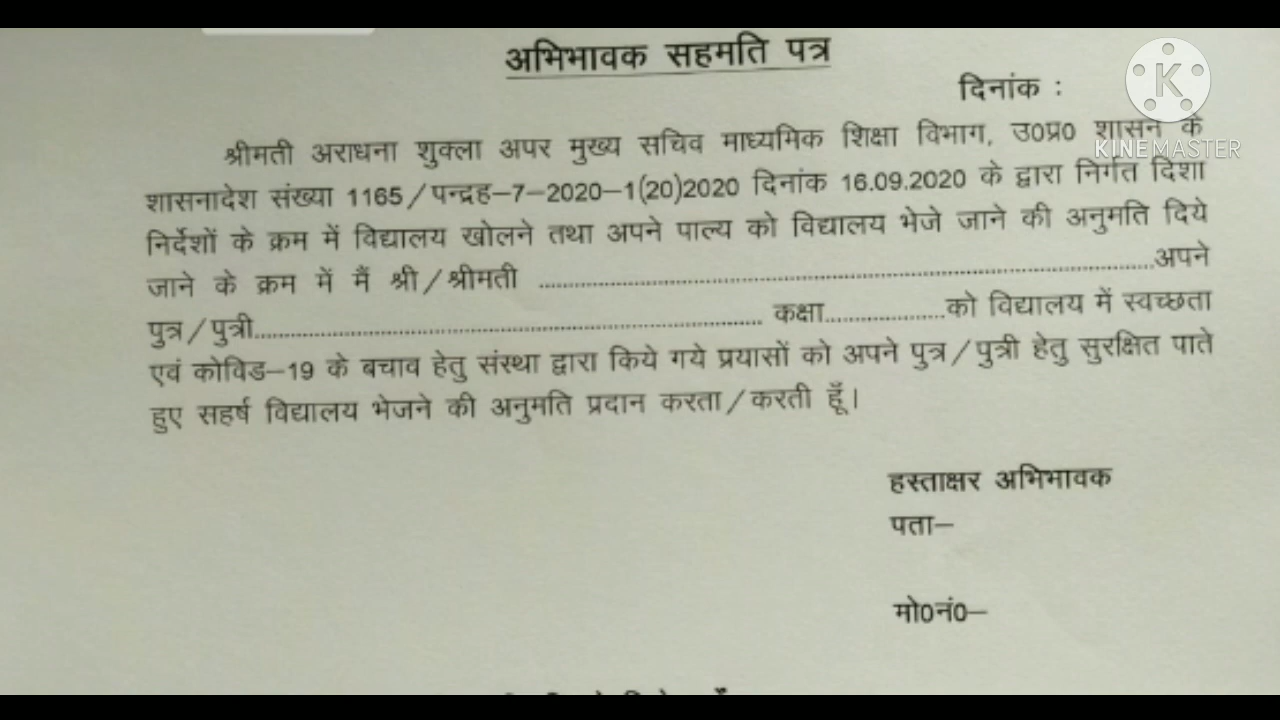 अभिभावक सहमति पत्र
दिनांक :
श्रीमती अराधना शुक्ला अपर मुख्य सचिव माध्यमिक शिक्षा विभाग, उ0प्र0 शासन के
शासनादेश संख्या 1165/पन्द्रह–7–2020–1(20)2020 दिनांक 16.09.2020 के द्वारा निर्गत दिशा
निर्देशों के क्रम में विद्यालय खोलने तथा अपने पाल्य को विद्यालय भेजे जाने की अनुमति दिये
जाने के क्रम में मैं श्री/श्रीमती ................................................................अपने
पुत्र/पुत्री................................................................ कक्षा....................को विद्यालय में स्वच्छता
एवं कोविड–19 के बचाव हेतु संस्था द्वारा किये गये प्रयासों को अपने पुत्र/पुत्री हेतु सुरक्षित पाते
हुए सहर्ष विद्यालय भेजने की अनुमति प्रदान करता/करती हूँ।
हस्ताक्षर अभिभावक
पता–
मो0नं0–
K
KINEMASTER